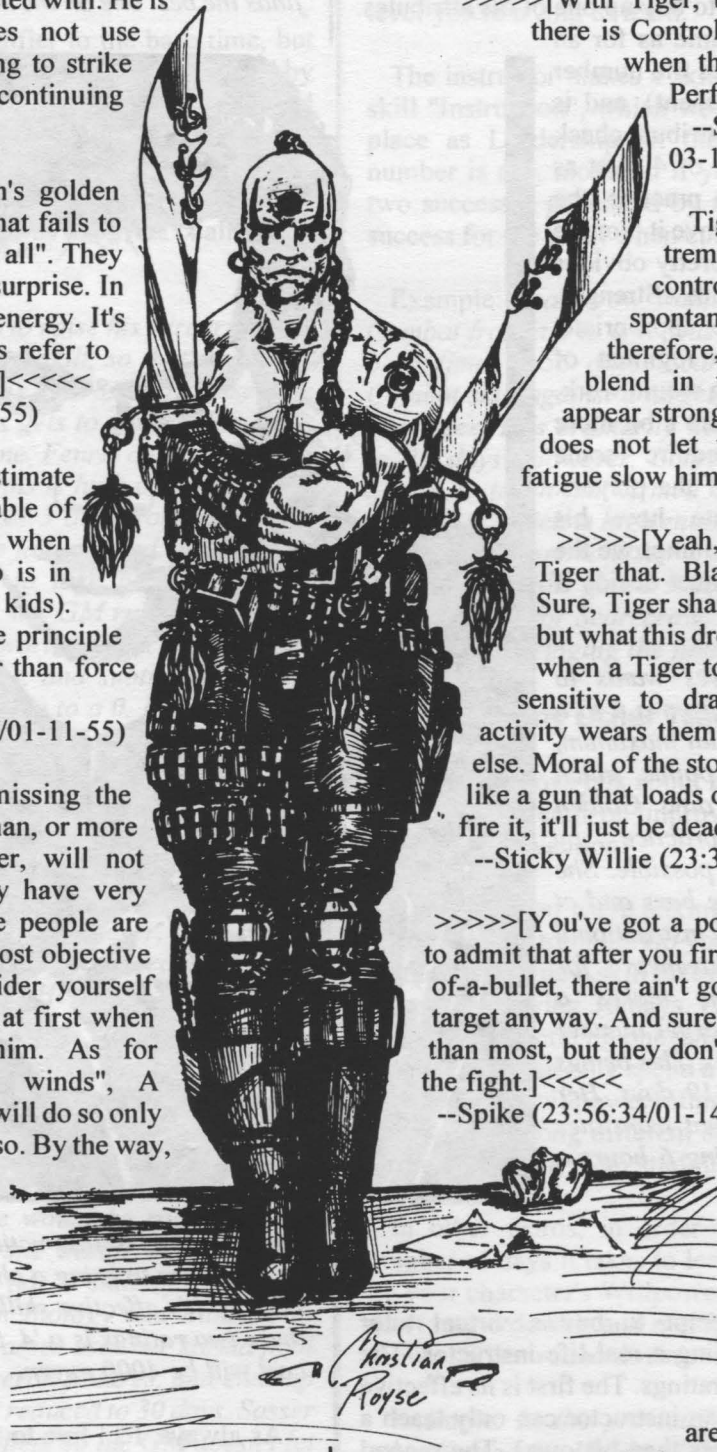 ted with. He is
es not use
ng to strike
continuing
n's golden
hat fails to
all". They
surprise. In
energy. It's
s refer to
]<<<<<
55)
stimate
able of
when
o is in
kids).
e principle
r than force
/01-11-55)
missing the
nan, or more
er, will not
y have very
e people are
ost objective
ider yourself
at first when
him. As for
winds", A
will do so only
so. By the way,
With Tiger,
there is Control
when th
Perf
03-1
Ti
trem
contro
spontan
therefore,
blend in
appear strong
does not let
fatigue slow him
>>>>>[Yeah,
Tiger that. Bla
Sure, Tiger sha
but what this dr
when a Tiger to
sensitive to dra
activity wears them
else. Moral of the sto
like a gun that loads o
fire it, it'll just be dead
--Sticky Willie (23:3
>>>>>[You've got a po
to admit that after you fir
of-a-bullet, there ain't go
target anyway. And sure
than most, but they don'
the fight.]<<<<<
--Spike (23:56:34/01-14
Kristian
Royse
are